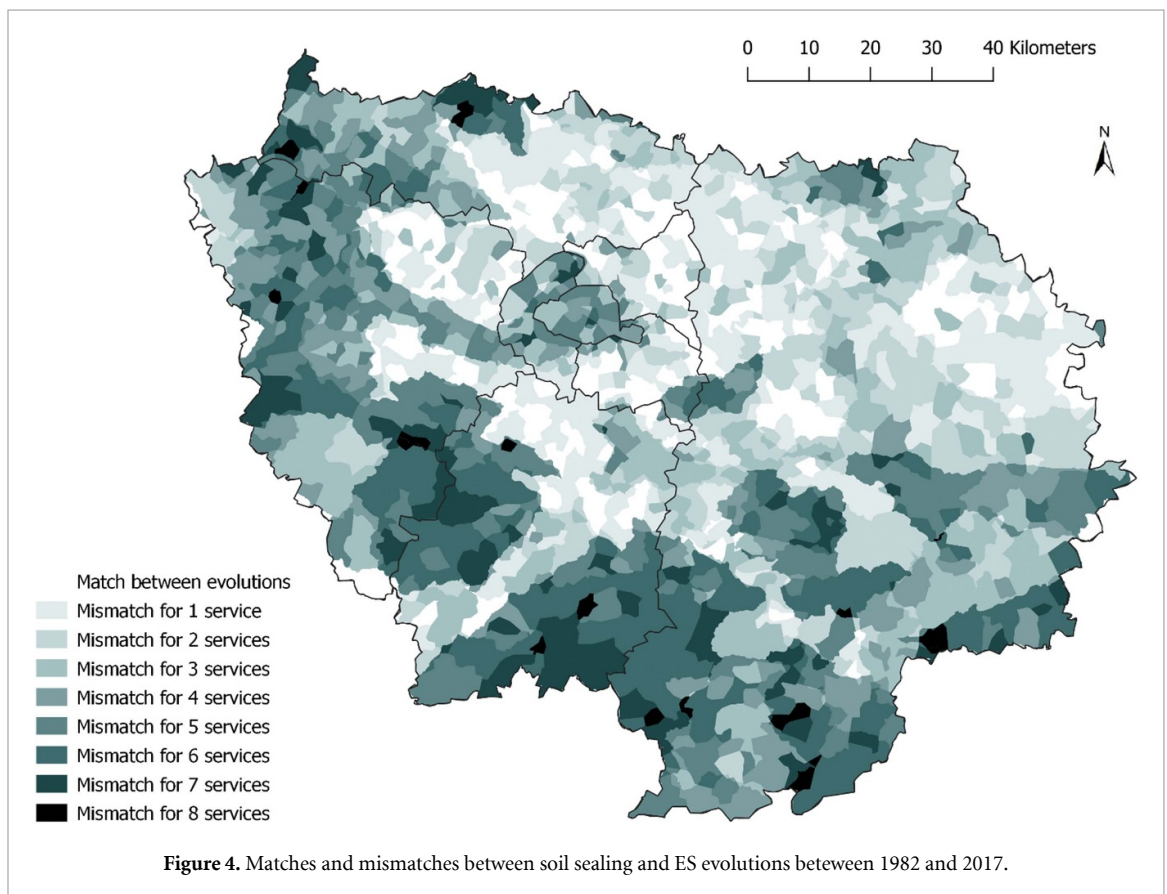 0 10 20 30 40 Kilometers
N
Match between evolutions
Mismatch for 1 service
Mismatch for 2 services
Mismatch for 3 services
Mismatch for 4 services
Mismatch for 5 services
Mismatch for 6 services
Mismatch for 7 services
Mismatch for 8 services
Figure 4. Matches and mismatches between soil sealing and ES evolutions beteween 1982 and 2017.